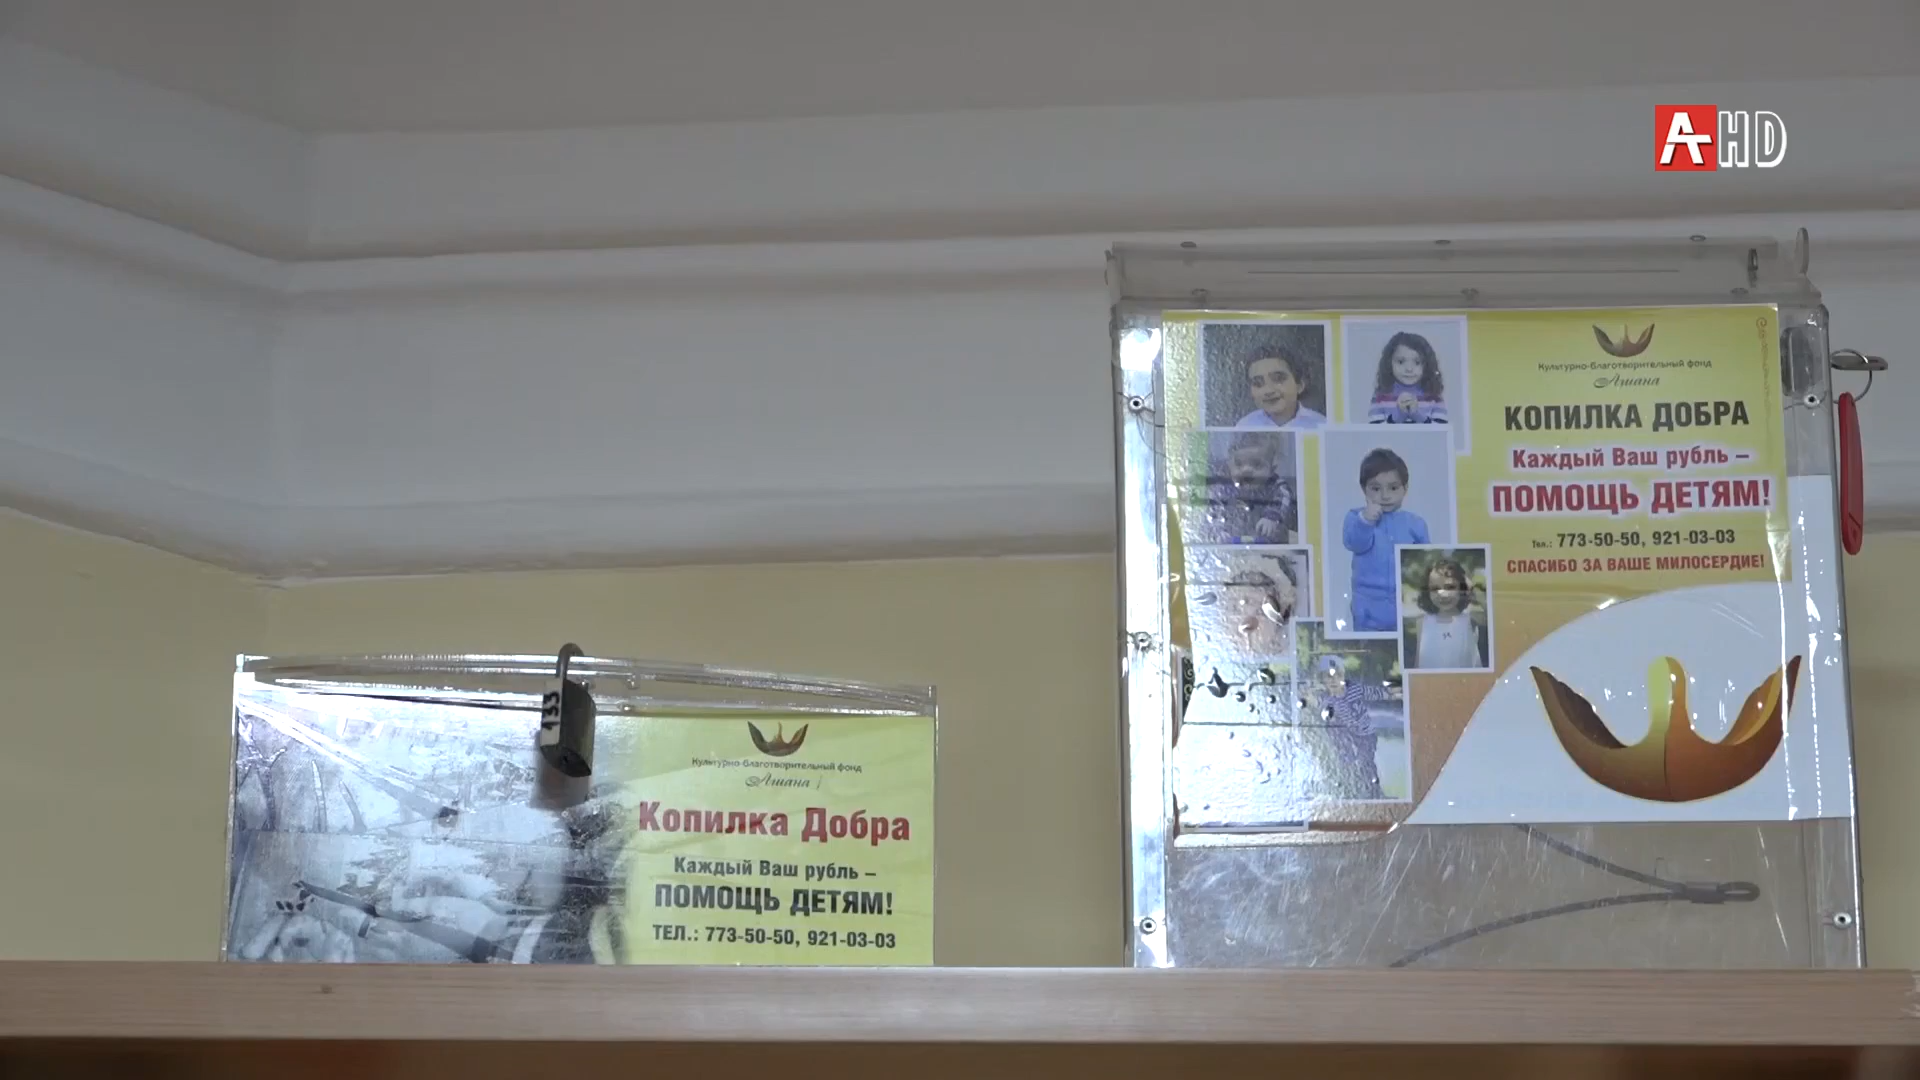 AHD
133
Культурно-благотворительный фонд
Ашана
Копилка Добра
Каждый Ваш рубль –
ПОМОЩЬ ДЕТЯМ!
ТЕЛ.: 773-50-50, 921-03-03
Культурно-благотворительный фонд
Ашана
КОПИЛКА ДОБРА
Каждый Ваш рубль –
ПОМОЩЬ ДЕТЯМ!
Тел.: 773-50-50, 921-03-03
СПАСИБО ЗА ВАШЕ МИЛОСЕРДИЕ!